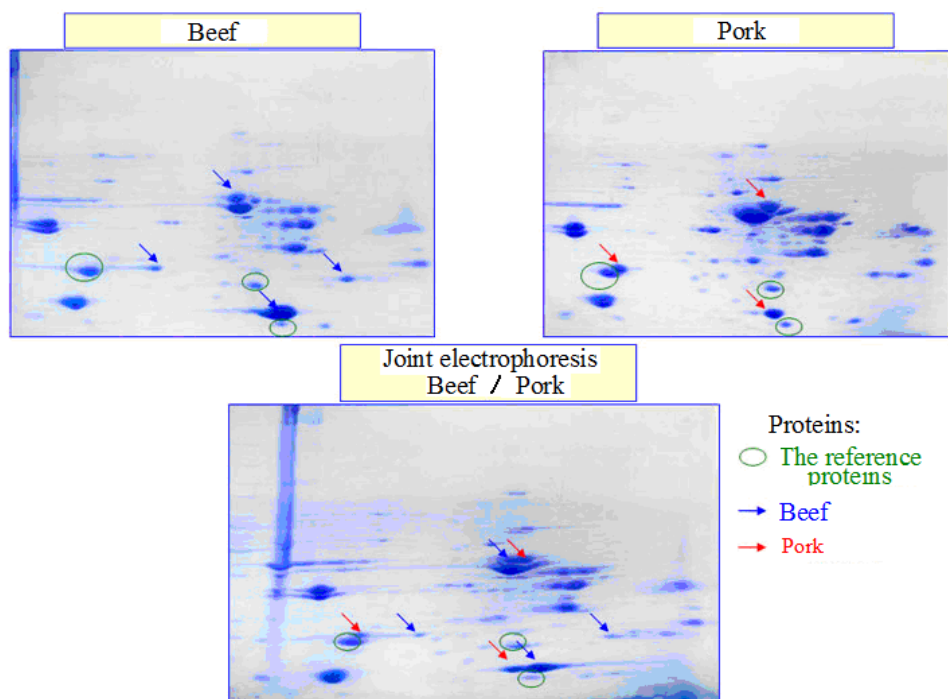 Beef
Pork
Joint electrophoresis
Beef / Pork
Proteins:
The reference
proteins
Beef
Pork